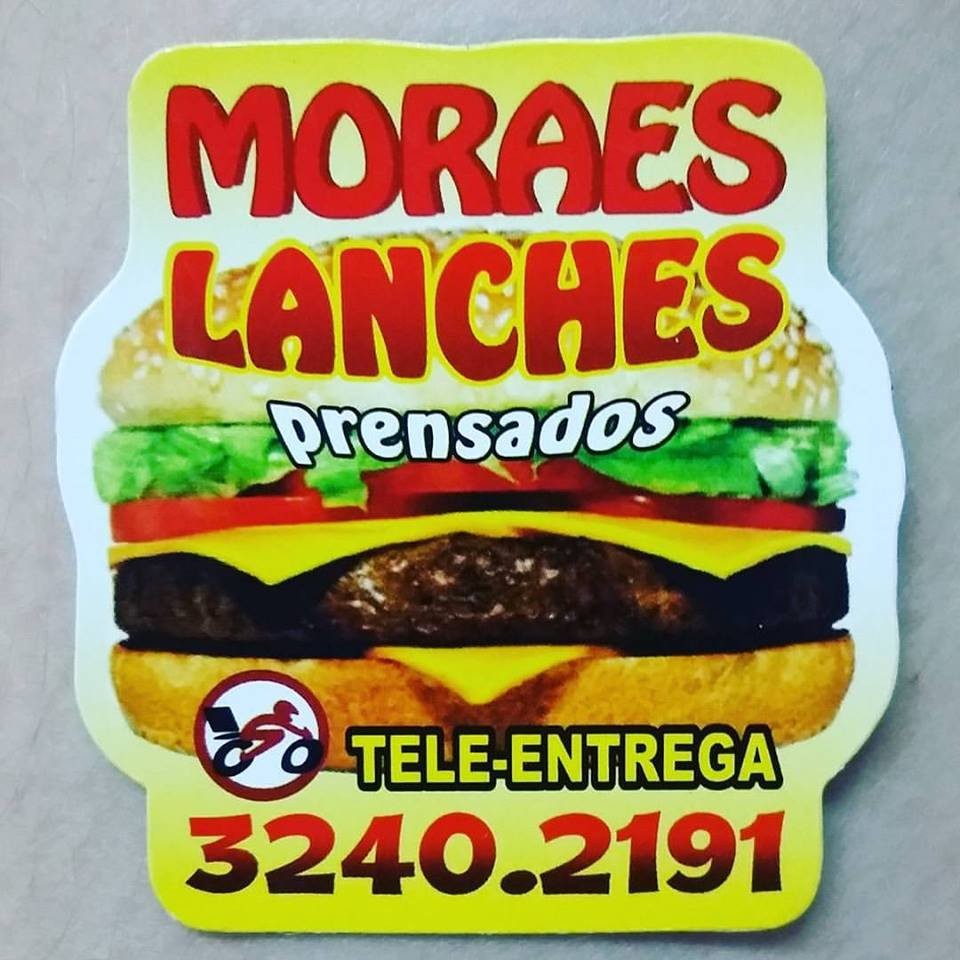 MORAES
LANCHES
prensados
TELE-ENTREGA
3240.2191